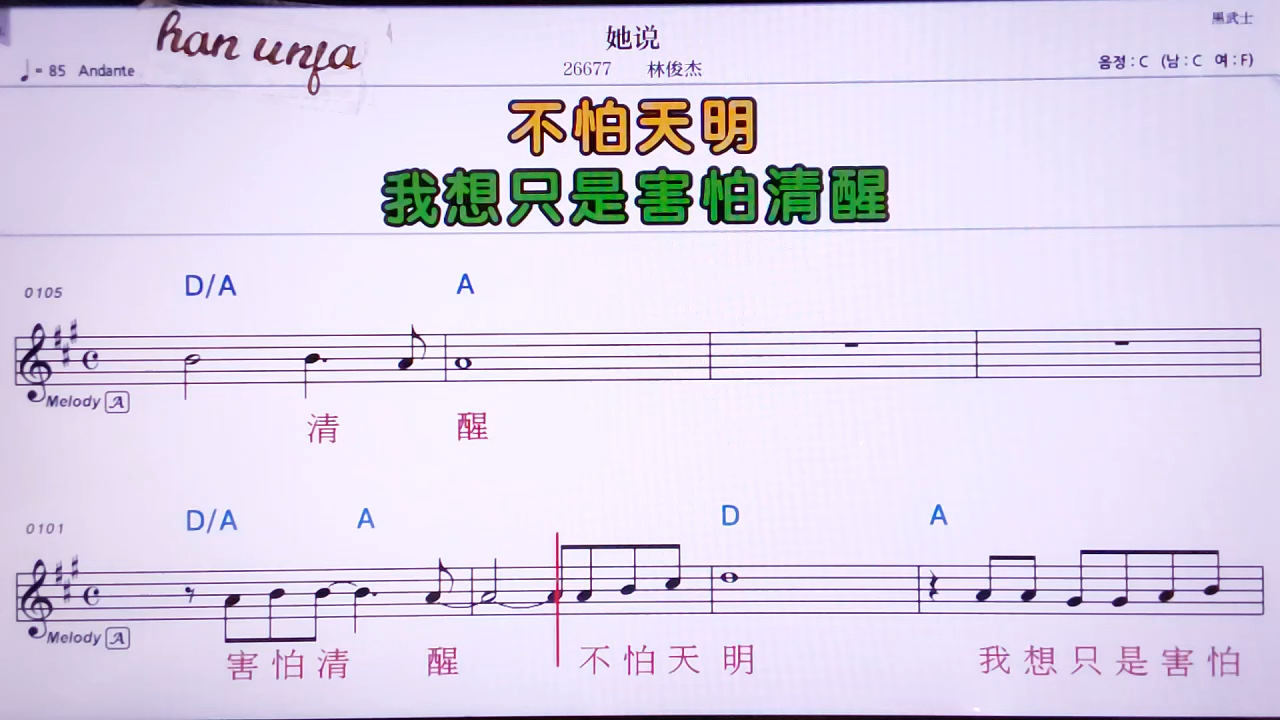 黑武士
han unfa
她说
♩= 85 Andante
26677 林俊杰
음정 : C (남 : C 여 : F)
不怕天明
我想只是害怕清醒
0105
D/A A
Melody A
清 醒
0101
D/A A D A
Melody A
害 怕 清 醒 不 怕 天 明 我 想 只 是 害 怕